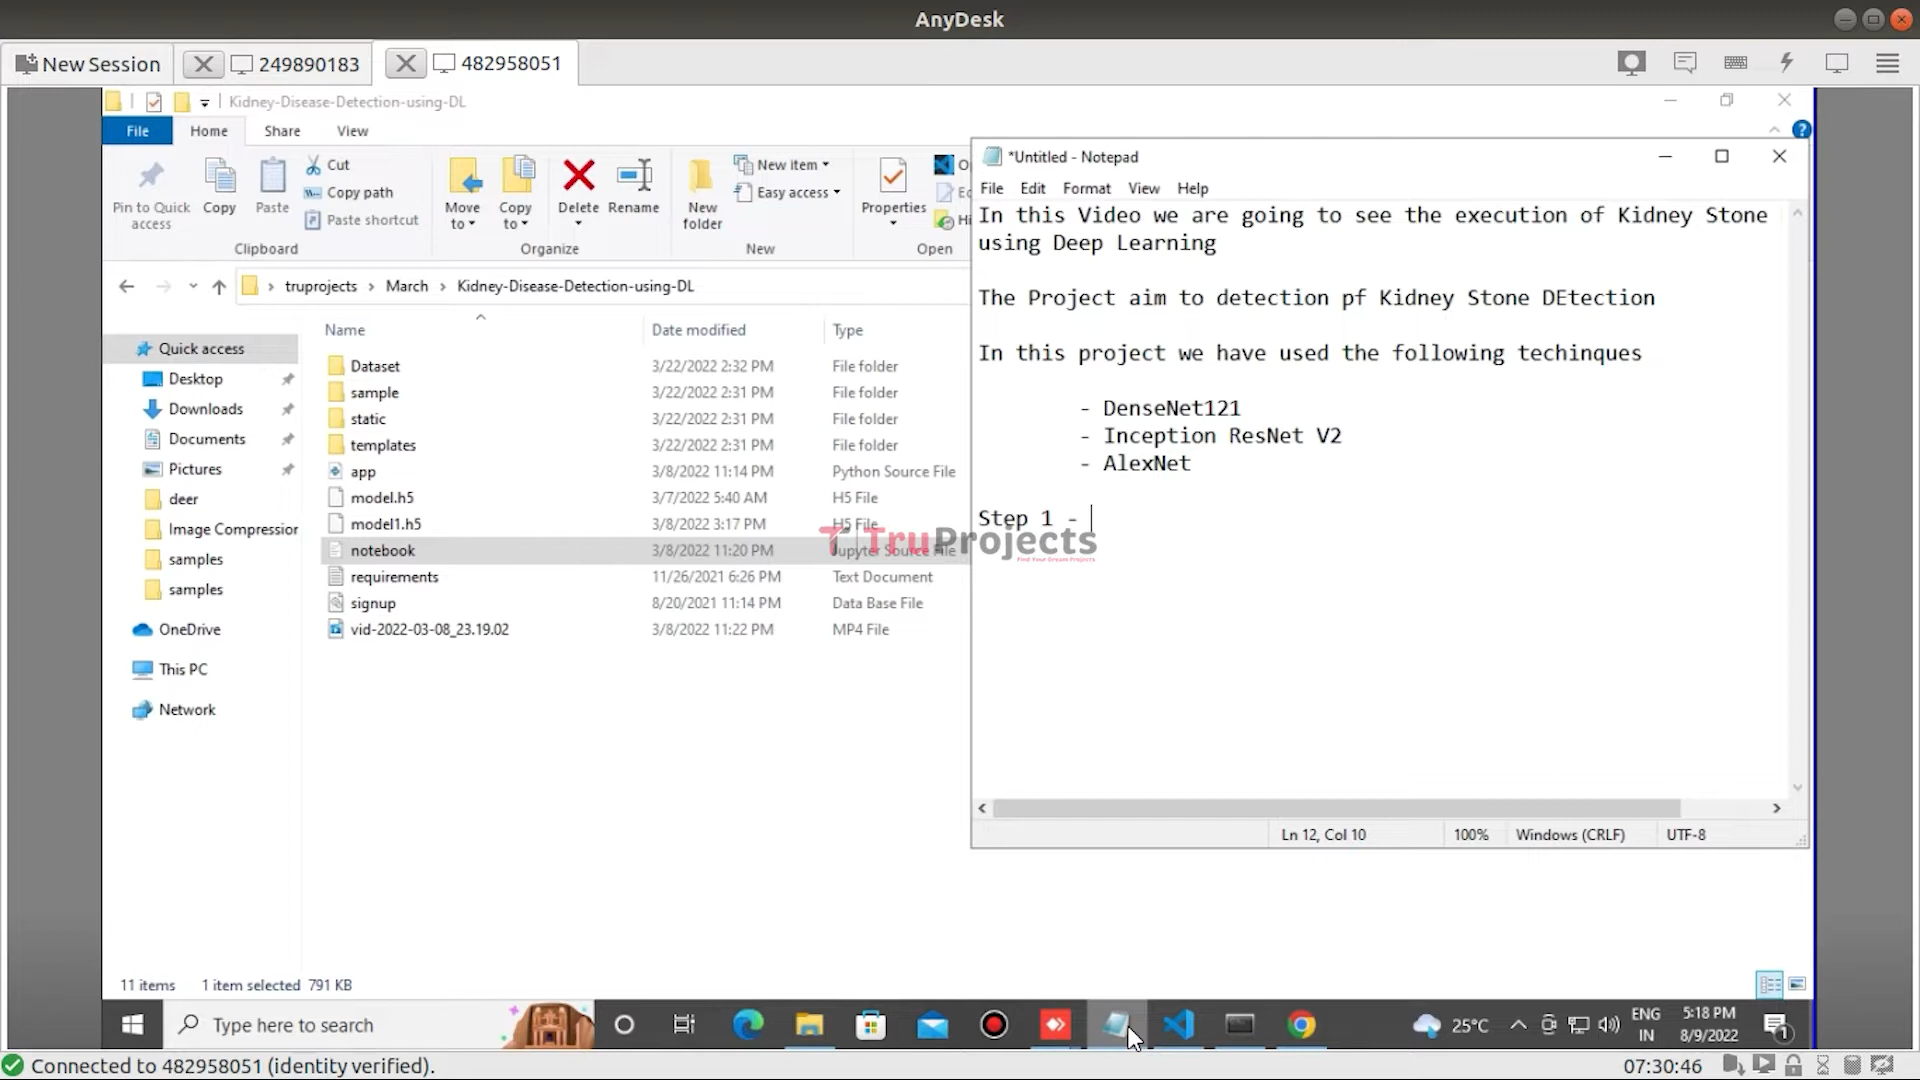 AnyDesk
New Session
249890183
482958051
Kidney-Disease-Detection-using-DL
File Home Share View
Pin to Quick access
Copy
Paste
Cut
Copy path
Paste shortcut
Clipboard
Move to
Copy to
Delete
Rename
Organize
New folder
New item
Easy access
New
Properties
Open
truprojects › March › Kidney-Disease-Detection-using-DL
Name Date modified Type
Quick access
Desktop
Downloads
Documents
Pictures
deer
Image Compression
samples
samples
OneDrive
This PC
Network
Dataset 3/22/2022 2:32 PM File folder
sample 3/22/2022 2:31 PM File folder
static 3/22/2022 2:31 PM File folder
templates 3/22/2022 2:31 PM File folder
app 3/8/2022 11:14 PM Python Source File
model.h5 3/7/2022 5:40 AM H5 File
model1.h5 3/8/2022 3:17 PM H5 File
notebook 3/8/2022 11:20 PM Jupyter Source File
requirements 11/26/2021 6:26 PM Text Document
signup 8/20/2021 11:14 PM Data Base File
vid-2022-03-08_23.19.02 3/8/2022 11:22 PM MP4 File
*Untitled - Notepad
File Edit Format View Help
In this Video we are going to see the execution of Kidney Stone
using Deep Learning
The Project aim to detection pf Kidney Stone DEtection
In this project we have used the following techinques
- DenseNet121
- Inception ResNet V2
- AlexNet
Step 1 -
TruProjects
Find Your Dream Projects
Ln 12, Col 10 100% Windows (CRLF) UTF-8
11 items 1 item selected 791 KB
Type here to search
25°C
ENG
IN
5:18 PM
8/9/2022
1
Connected to 482958051 (identity verified).
07:30:46